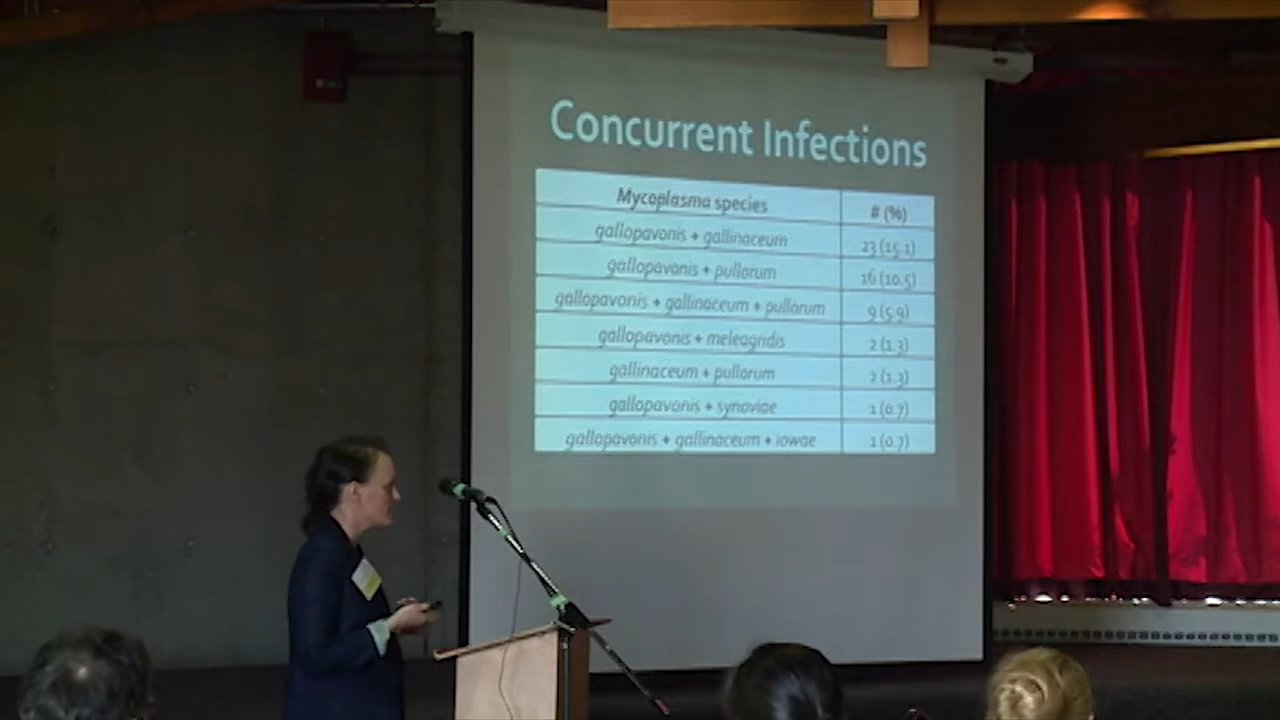 Concurrent Infections
Mycoplasma species # (%)
gallopavonis + gallinaceum 23 (15.1)
gallopavonis + pullorum 16 (10.5)
gallopavonis + gallinaceum + pullorum 9 (5.9)
gallopavonis + meleagridis 2 (1.3)
gallinaceum + pullorum 2 (1.3)
gallopavonis + synoviae 1 (0.7)
gallopavonis + gallinaceum + iowae 1 (0.7)